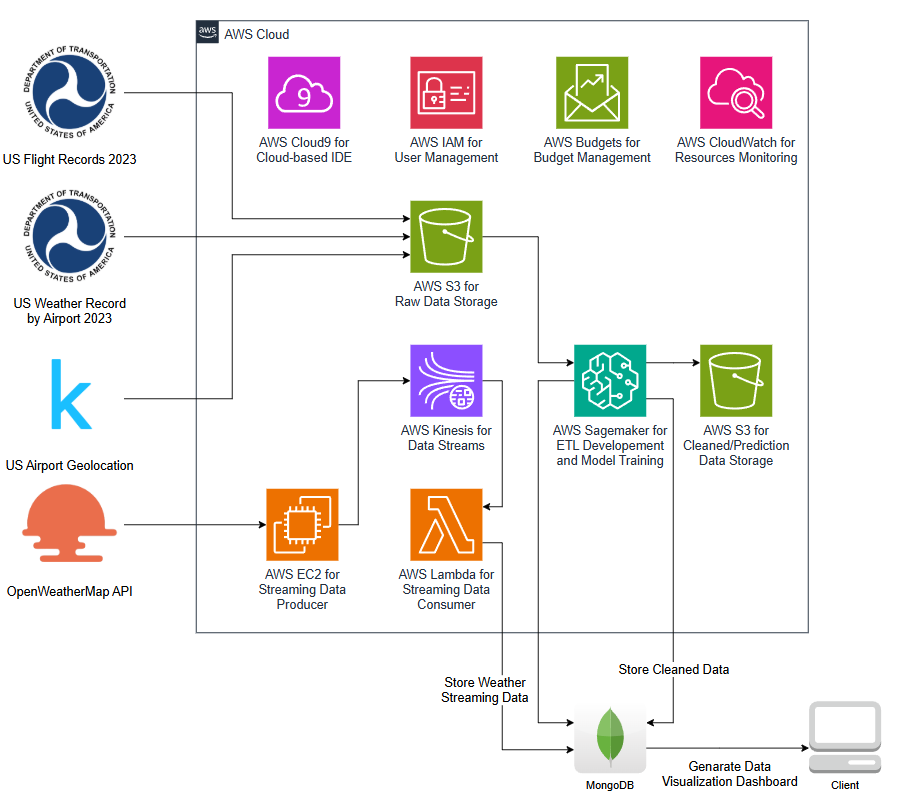 aws
AWS Cloud
DEPARTMENT OF TRANSPORTATION
UNITED STATES OF AMERICA
US Flight Records 2023
9
AWS Cloud9 for
Cloud-based IDE
AWS IAM for
User Management
AWS Budgets for
Budget Management
AWS CloudWatch for
Resources Monitoring
DEPARTMENT OF TRANSPORTATION
UNITED STATES OF AMERICA
US Weather Record
by Airport 2023
AWS S3 for
Raw Data Storage
k
US Airport Geolocation
AWS Kinesis for
Data Streams
AWS Sagemaker for
ETL Developement
and Model Training
AWS S3 for
Cleaned/Prediction
Data Storage
OpenWeatherMap API
AWS EC2 for
Streaming Data
Producer
AWS Lambda for
Streaming Data
Consumer
Store Weather
Streaming Data
Store Cleaned Data
MongoDB
Genarate Data
Visualization Dashboard
Client